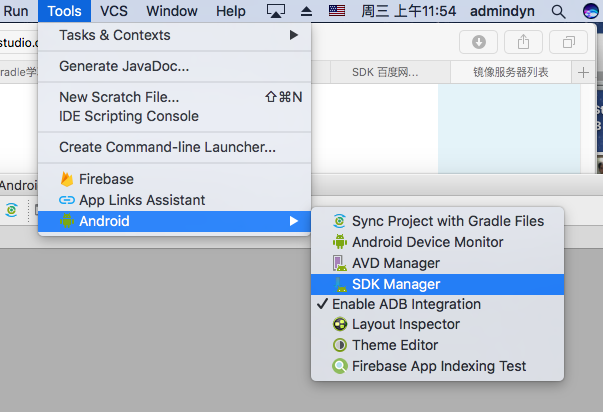 Run Tools VCS Window Help 周三 上午11:54 admindyn
Tasks & Contexts
studio.
Generate JavaDoc...
radle学 SDK 百度网... 镜像服务器列表
New Scratch File... ⇧⌘N
IDE Scripting Console
Create Command-line Launcher...
Firebase
Android
App Links Assistant
Android
Sync Project with Gradle Files
Android Device Monitor
AVD Manager
SDK Manager
✓ Enable ADB Integration
Layout Inspector
Theme Editor
Firebase App Indexing Test